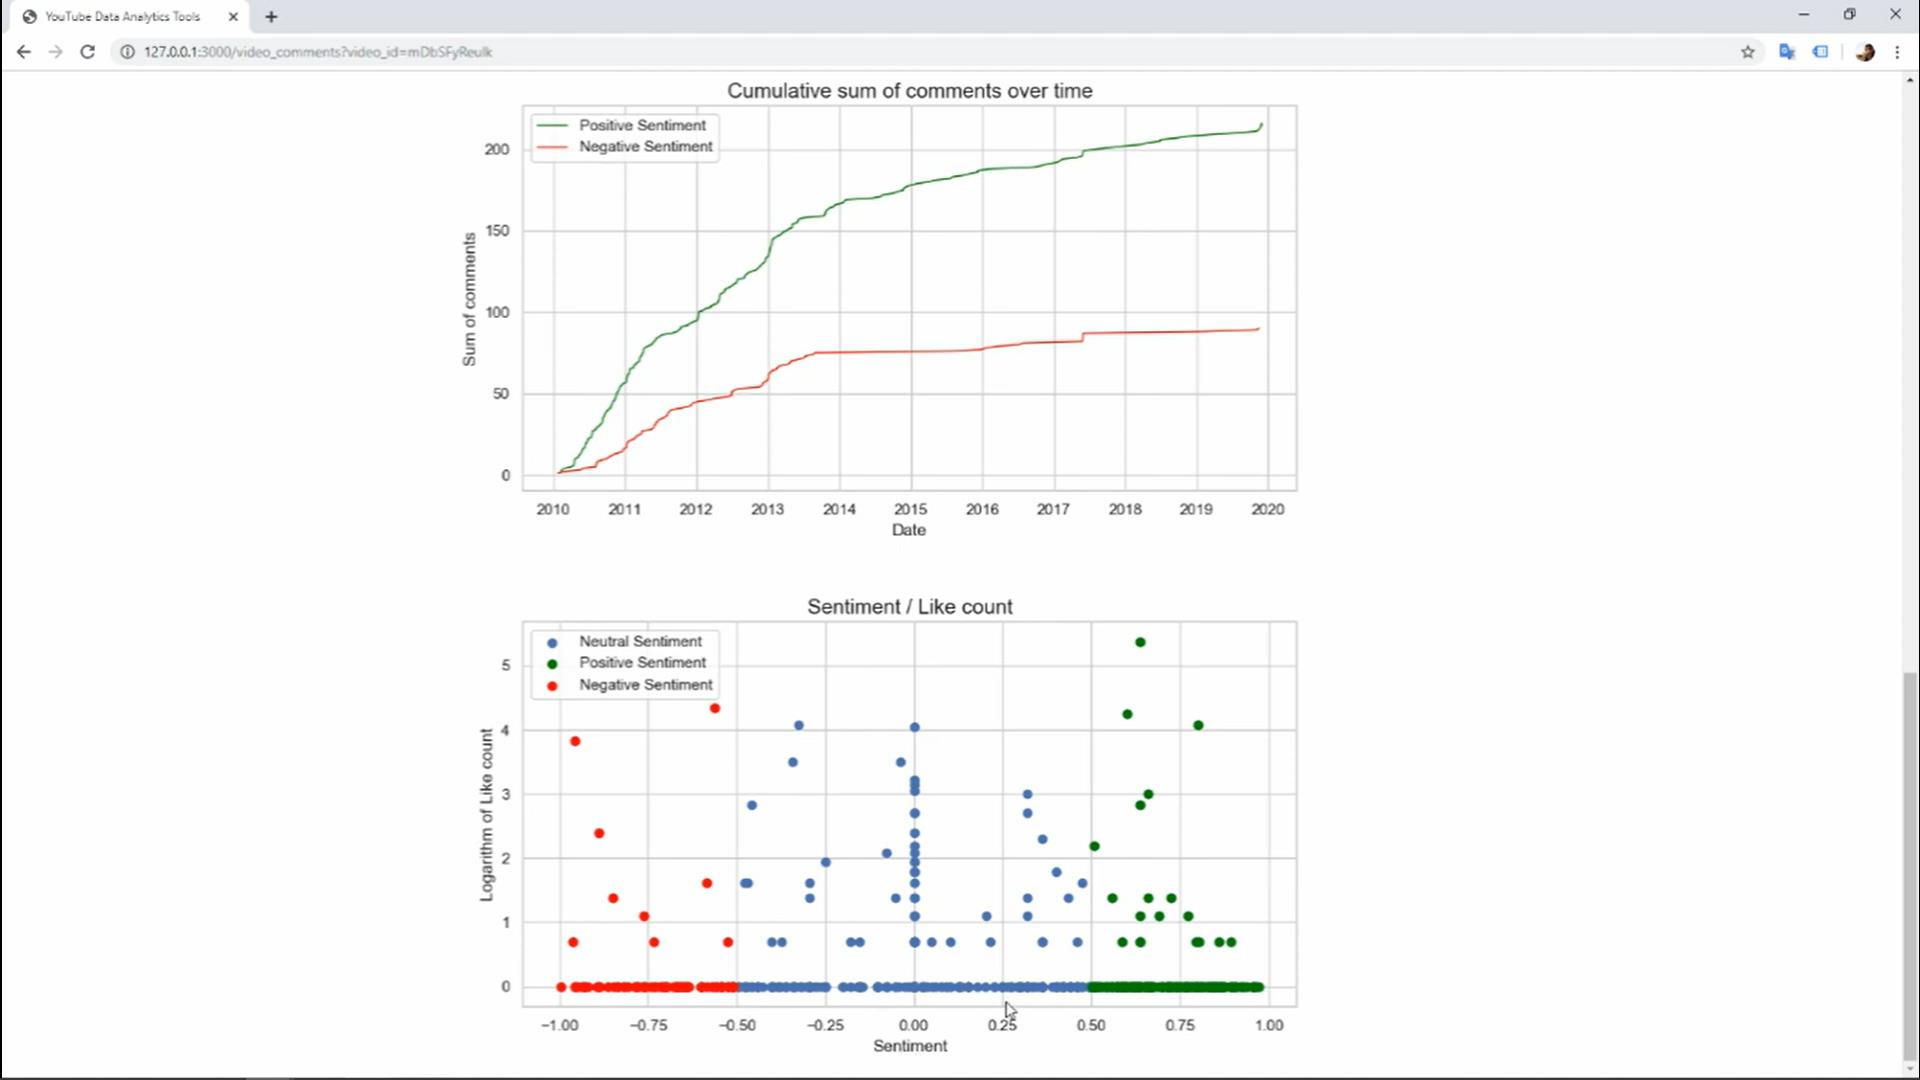 YouTube Data Analytics Tools
127.0.0.1:3000/video_comments?video_id=mDbSFyReulk
Cumulative sum of comments over time
Positive Sentiment
Negative Sentiment
200
150
100
50
0
Sum of comments
2010 2011 2012 2013 2014 2015 2016 2017 2018 2019 2020
Date
Sentiment / Like count
Neutral Sentiment
Positive Sentiment
Negative Sentiment
5
4
3
2
1
0
Logarithm of Like count
−1.00 −0.75 −0.50 −0.25 0.00 0.25 0.50 0.75 1.00
Sentiment